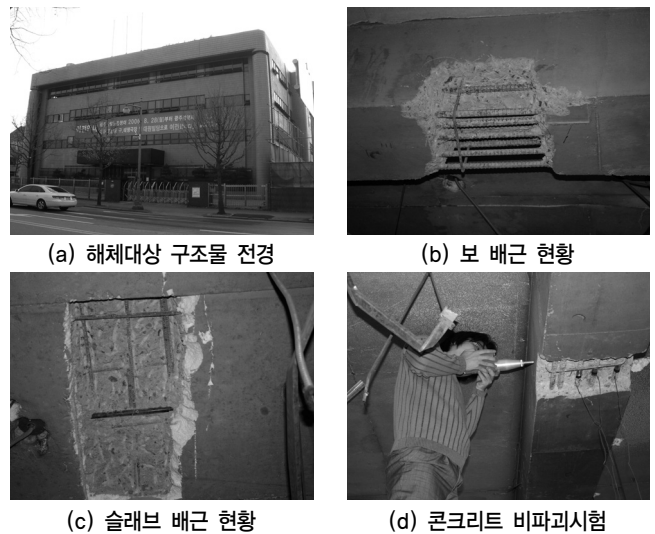 (a) 해체대상 구조물 전경
(b) 보 배근 현황
(c) 슬래브 배근 현황
(d) 콘크리트 비파괴시험